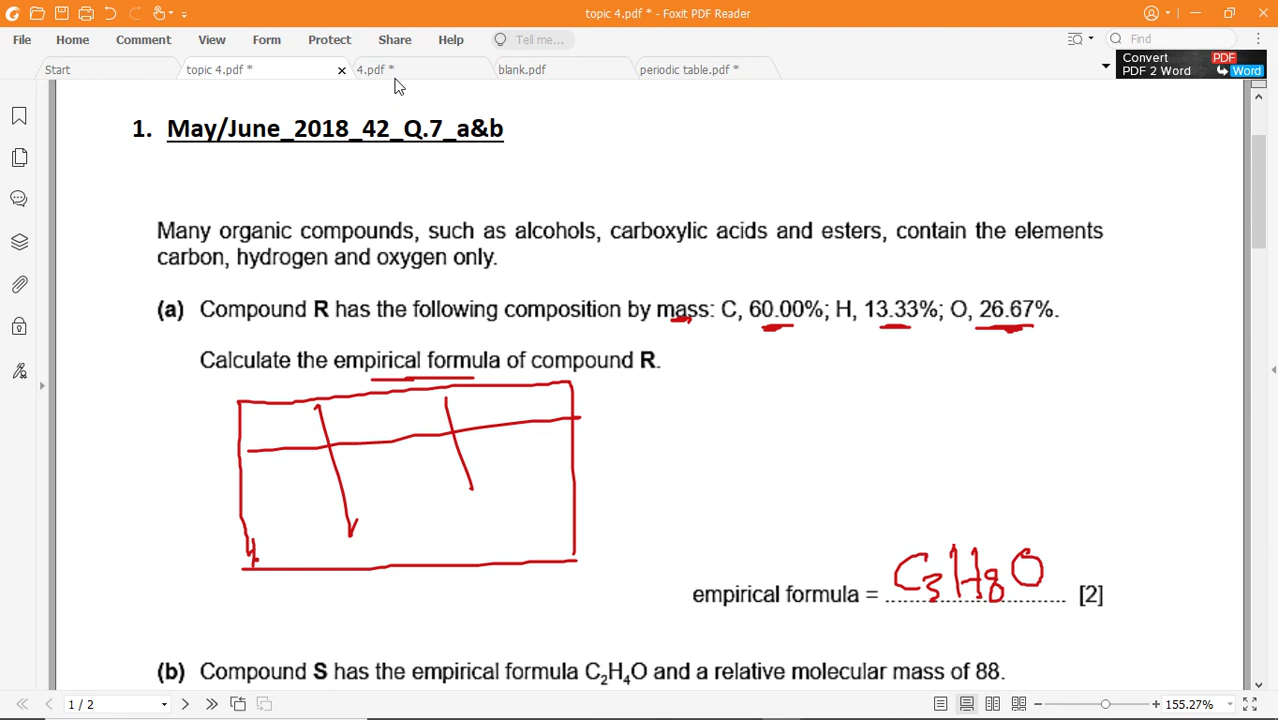 topic 4.pdf * - Foxit PDF Reader
File Home Comment View Form Protect Share Help Tell me... Find
Start topic 4.pdf * 4.pdf * blank.pdf periodic table.pdf *
Convert PDF
PDF 2 Word Word
1. May/June_2018_42_Q.7_a&b
Many organic compounds, such as alcohols, carboxylic acids and esters, contain the elements
carbon, hydrogen and oxygen only.
(a) Compound R has the following composition by mass: C, 60.00%; H, 13.33%; O, 26.67%.
Calculate the empirical formula of compound R.
empirical formula = C3H8O [2]
(b) Compound S has the empirical formula C₂H₄O and a relative molecular mass of 88.
1 / 2 155.27%